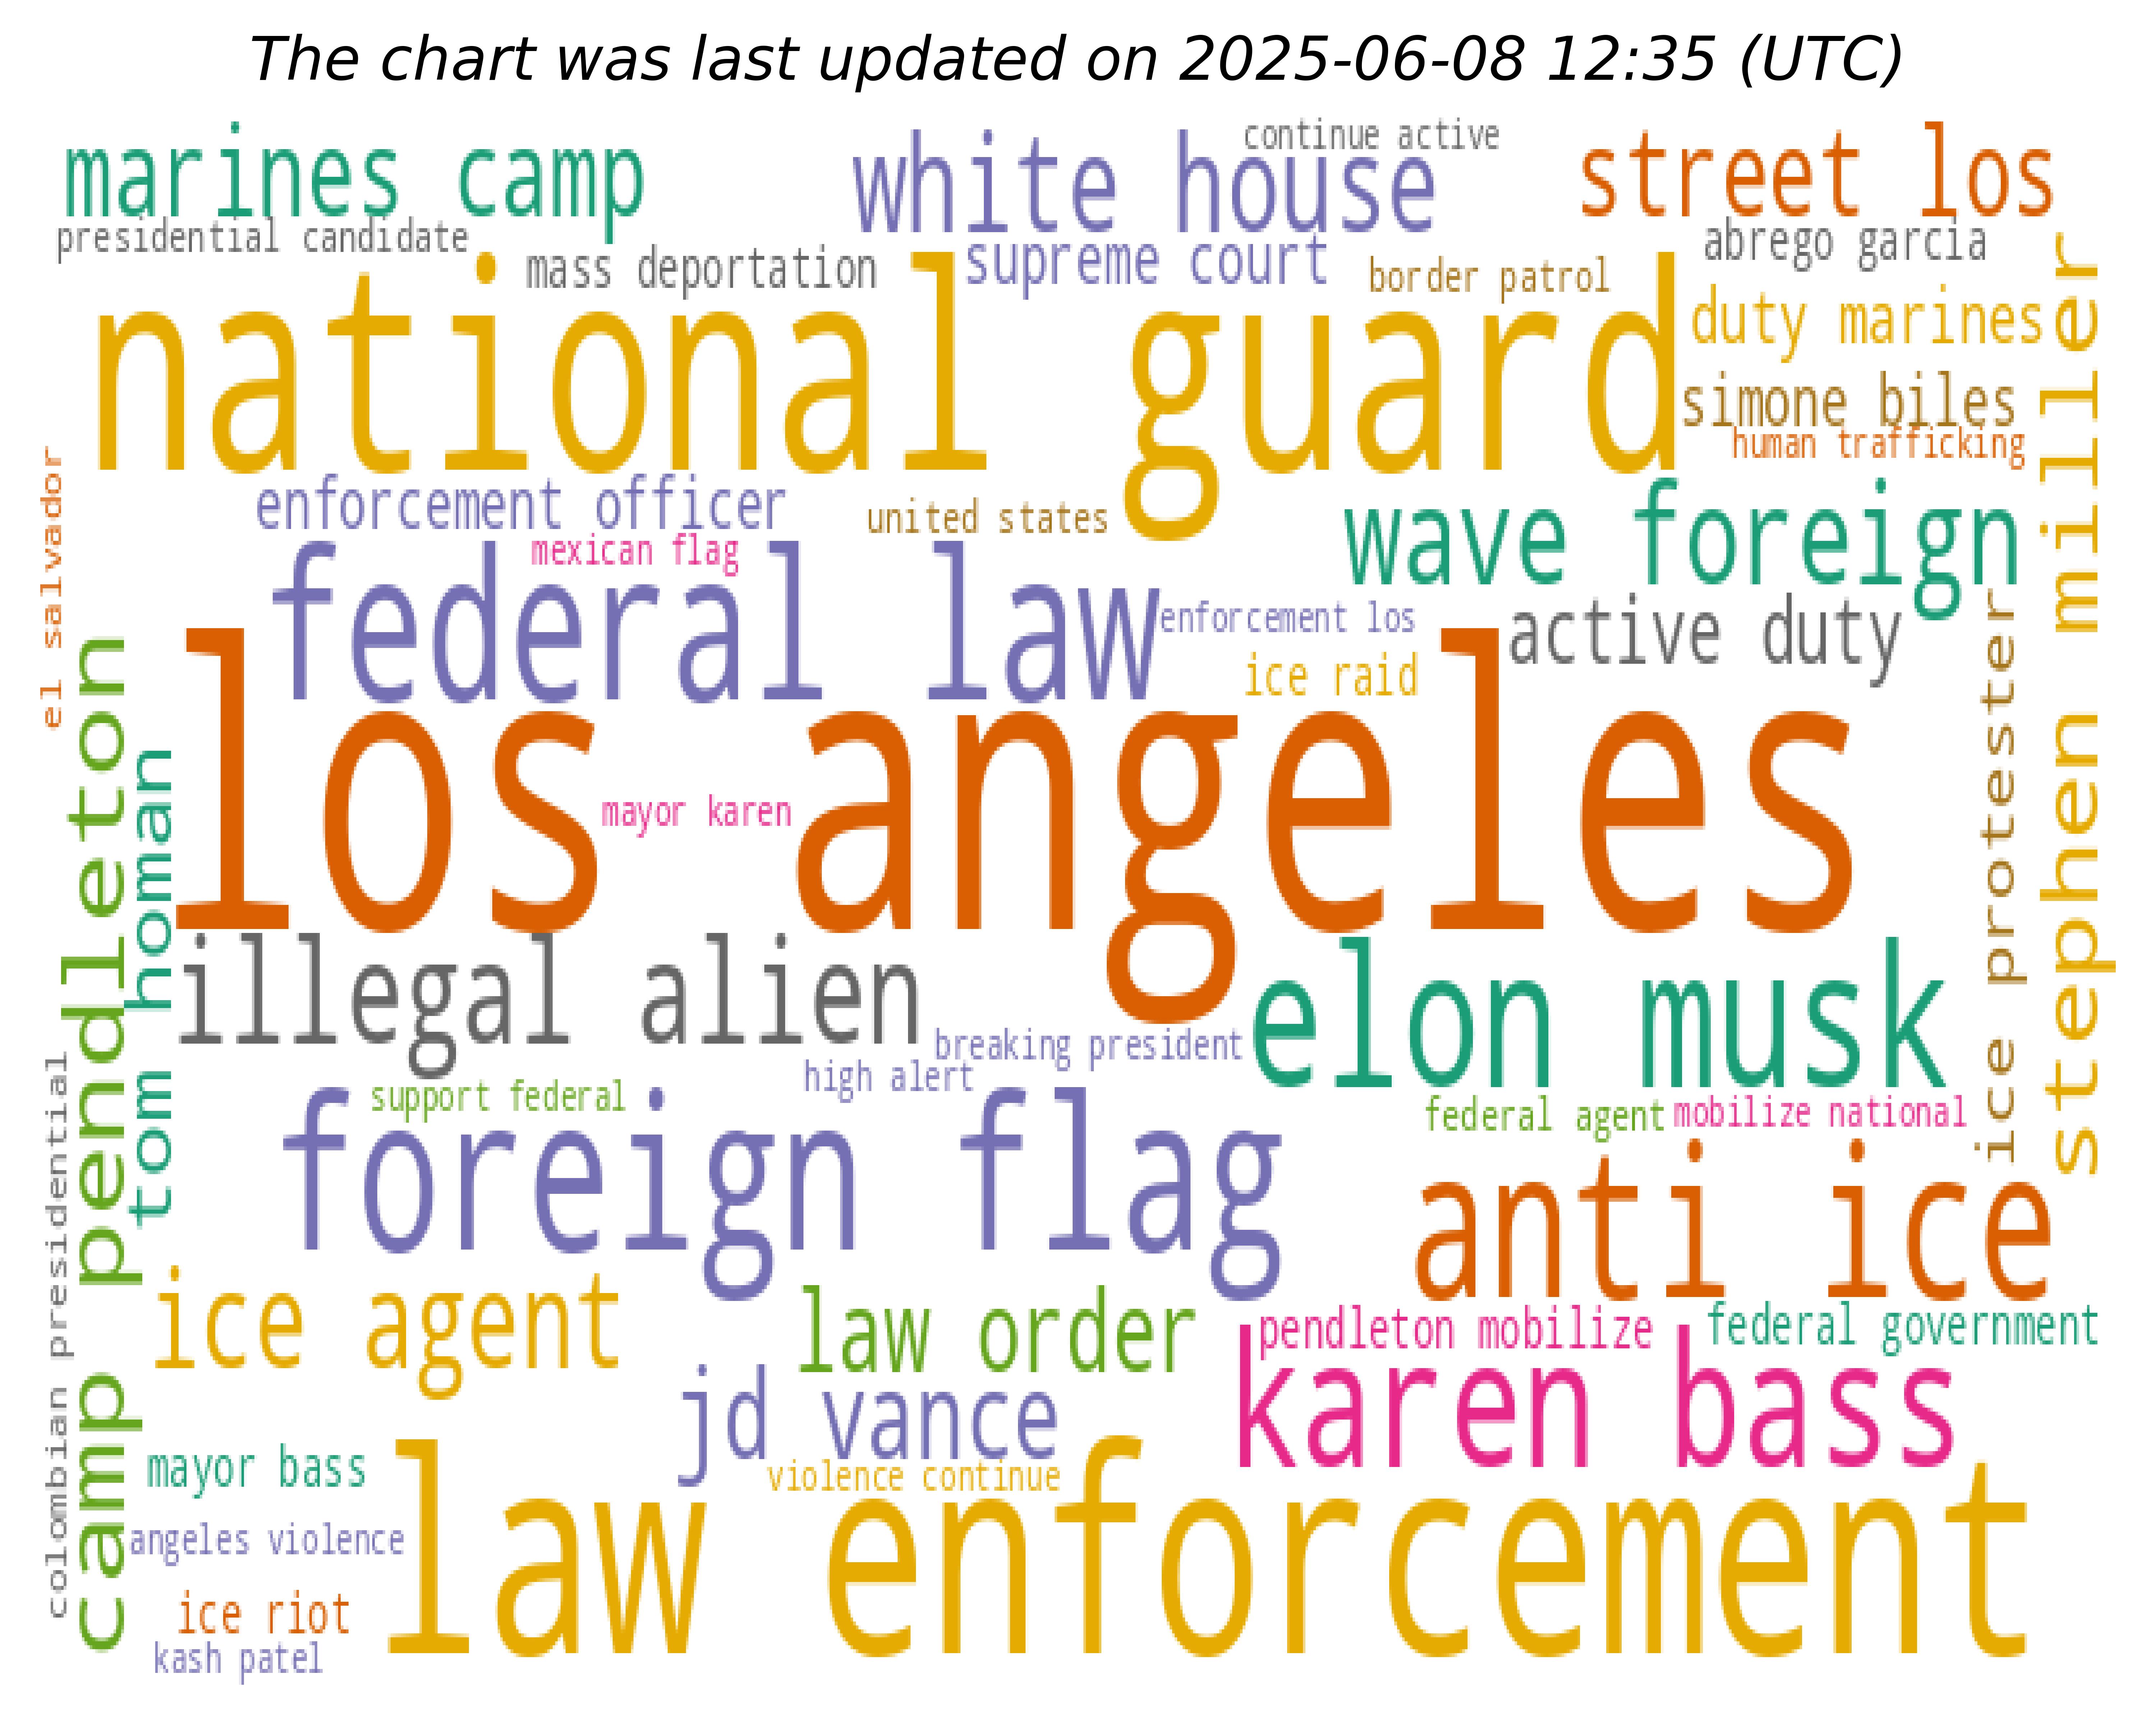 The chart was last updated on 2025-06-08 12:35 (UTC)
continue active
marines camp
white house
street los
presidential candidate
mass deportation
supreme court
border patrol
abrego garcia
national guard
duty marines
simone biles
human trafficking
stephen miller
el salvador
enforcement officer
united states
wave foreign
mexican flag
federal law
enforcement los
active duty
ice raid
ice protester
los angeles
mayor karen
camp pendleton
tom homan
illegal alien
elon musk
breaking president
high alert
support federal
federal agent
mobilize national
foreign flag
anti ice
colombian presidential
ice agent
law order
pendleton mobilize
federal government
jd vance
karen bass
mayor bass
violence continue
law enforcement
angeles violence
ice riot
kash patel